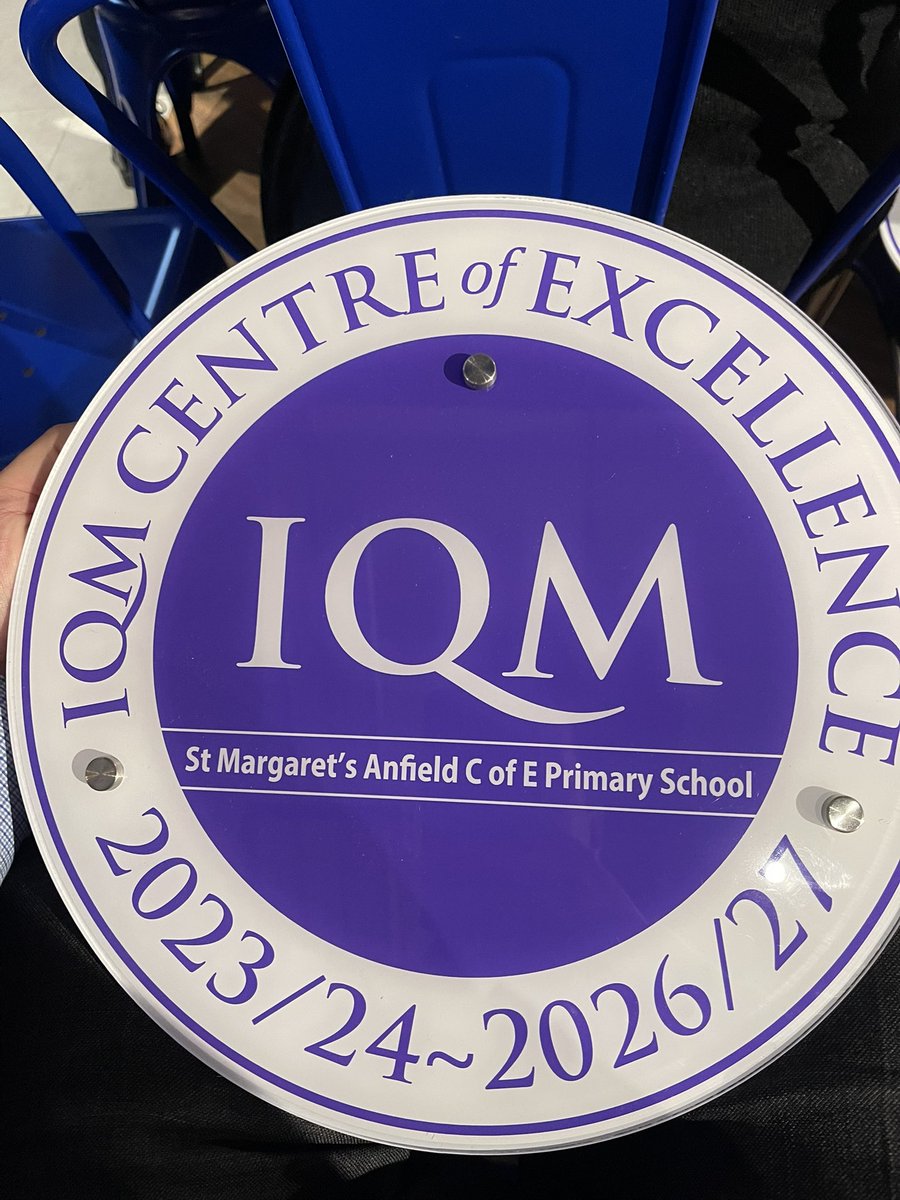 IQM CENTRE of EXCELLENCE
IQM
St Margaret's Anfield C of E Primary School
2023/24~2026/27